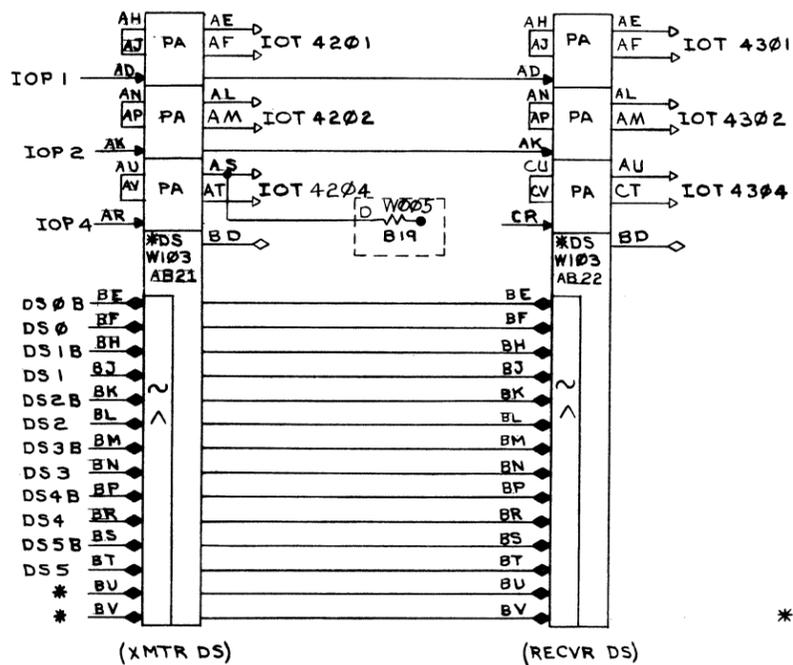 AH AE AH AE
AJ PA AF IOT 4201 AJ PA AF IOT 4301
IOP 1 AD AD
AN AL AN AL
AP PA AM IOT 4202 AP PA AM IOT 4302
IOP 2 AK AK
AU AS CU AU
AV PA AT IOT 4204 CV PA CT IOT 4304
D WØØ5
IOP 4 AR B19 CR
*DS BD *DS BD
W1Ø3 W1Ø3
AB21 AB22
DSØB BE BE
DSØ BF BF
DS1B BH BH
DS1 BJ BJ
DS2B BK BK
DS2 BL BL
DS3B BM BM
DS3 BN BN
DS4B BP BP
DS4 BR BR
DS5B BS BS
DS5 BT BT
* BU BU
* BV BV *
(XMTR DS) (RECVR DS)